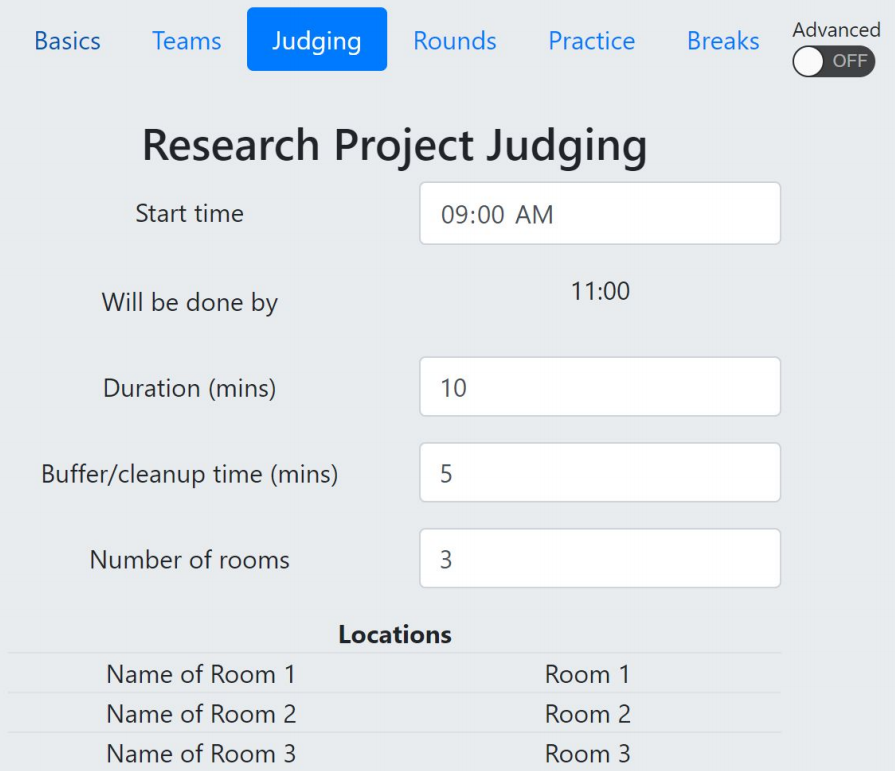 Basics Teams Judging Rounds Practice Breaks Advanced
OFF
Research Project Judging
Start time 09:00 AM
Will be done by 11:00
Duration (mins) 10
Buffer/cleanup time (mins) 5
Number of rooms 3
Locations
Name of Room 1 Room 1
Name of Room 2 Room 2
Name of Room 3 Room 3